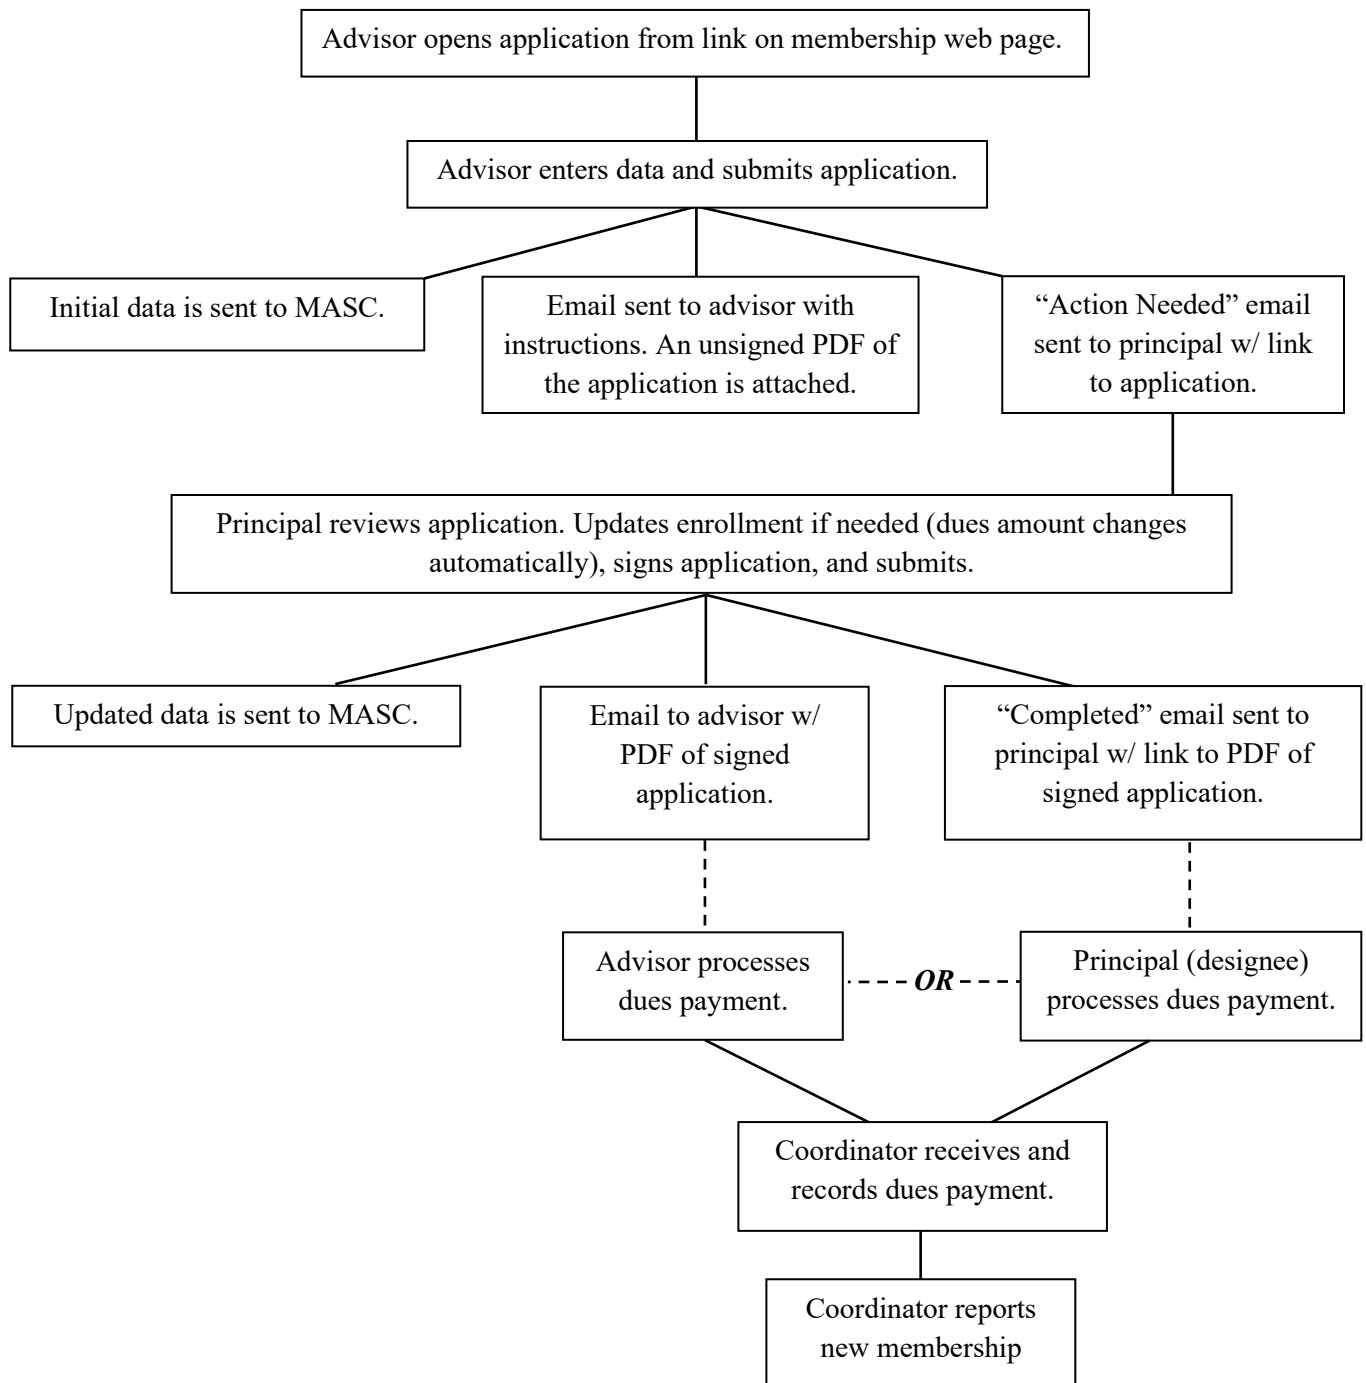 Advisor opens application from link on membership web page.
Advisor enters data and submits application.
Initial data is sent to MASC.
Email sent to advisor with
instructions. An unsigned PDF of
the application is attached.
“Action Needed” email
sent to principal w/ link
to application.
Principal reviews application. Updates enrollment if needed (dues amount changes
automatically), signs application, and submits.
Updated data is sent to MASC.
Email to advisor w/
PDF of signed
application.
“Completed” email sent to
principal w/ link to PDF of
signed application.
Advisor processes
dues payment.
OR
Principal (designee)
processes dues payment.
Coordinator receives and
records dues payment.
Coordinator reports
new membership